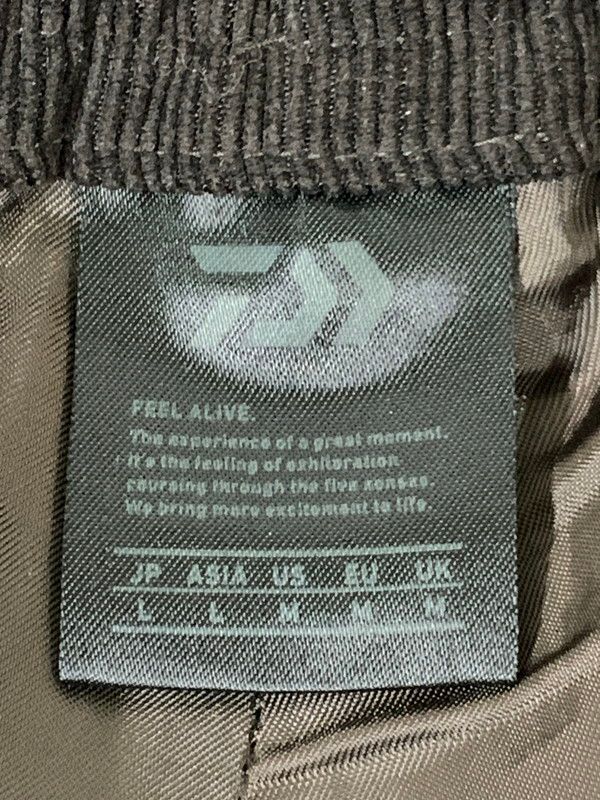 FEEL ALIVE.
The experience of a great moment.
It's the feeling of exhilaration
coursing through the five senses.
We bring more excitement to life.
JP ASIA US EU UK
L L M M M